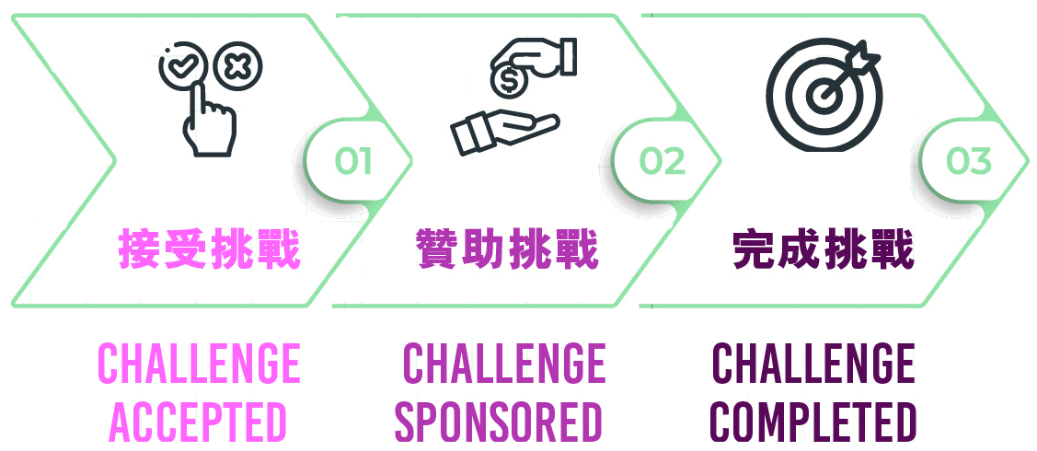 01
02
03
接受挑戰
贊助挑戰
完成挑戰
CHALLENGE
ACCEPTED
CHALLENGE
SPONSORED
CHALLENGE
COMPLETED